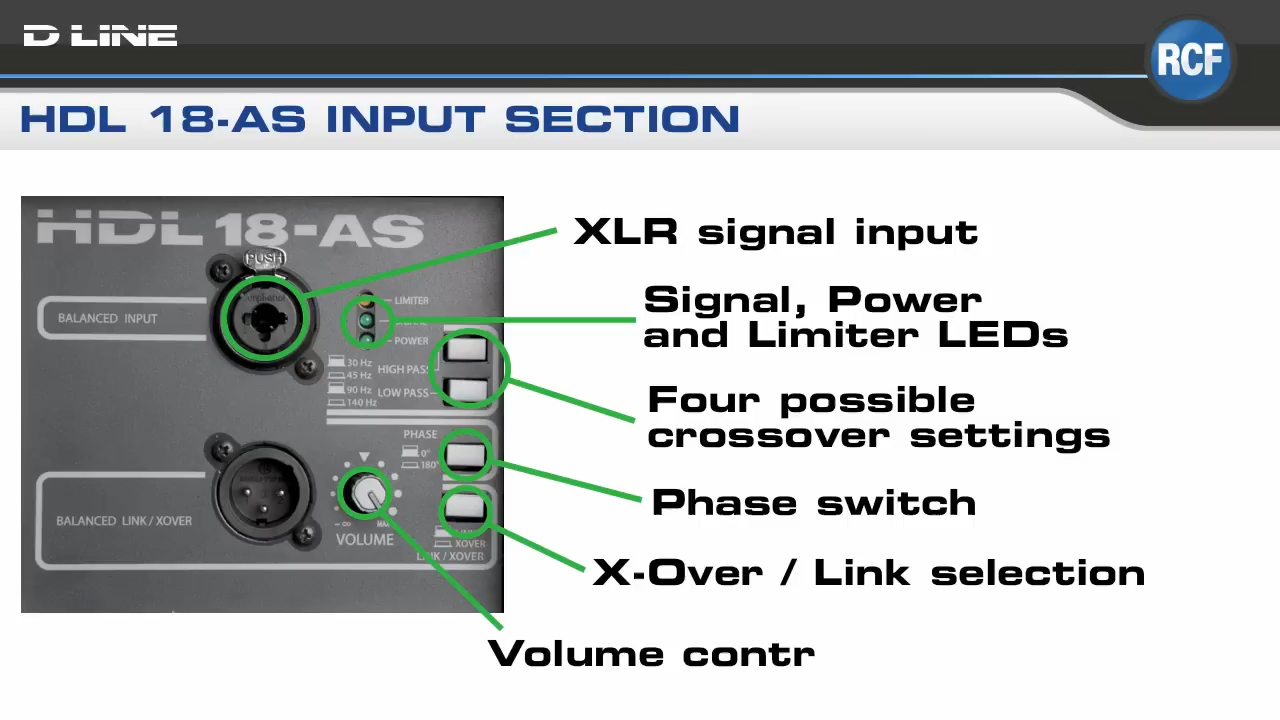 D LINE
RCF
HDL 18-AS INPUT SECTION
HDL 18-AS
PUSH
BALANCED INPUT
LIMITER
POWER
30 Hz
45 Hz
HIGH PASS
90 Hz
140 Hz
LOW PASS
PHASE
0°
180°
BALANCED LINK / XOVER
VOLUME
XOVER
LINK / XOVER
XLR signal input
Signal, Power
and Limiter LEDs
Four possible
crossover settings
Phase switch
X-Over / Link selection
Volume contr